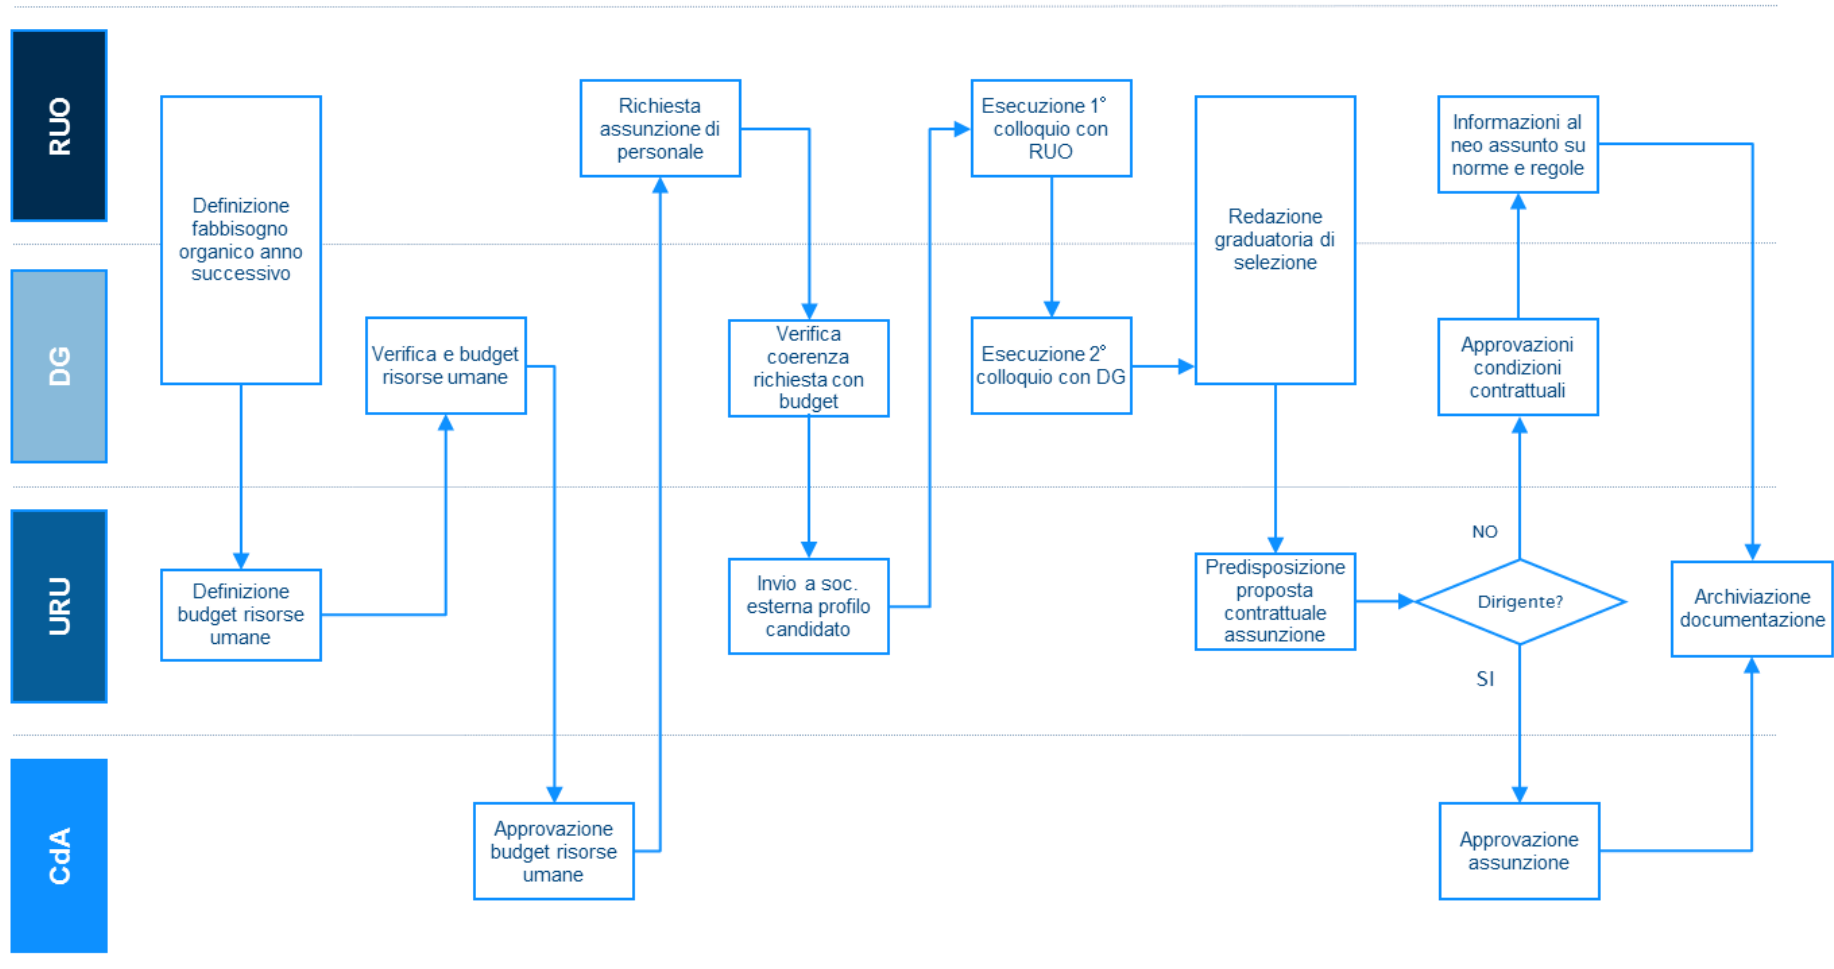 RUO
DG
URU
CdA
Definizione
fabbisogno
organico anno
successivo
Definizione
budget risorse
umane
Verifica e budget
risorse umane
Approvazione
budget risorse
umane
Richiesta
assunzione di
personale
Verifica
coerenza
richiesta con
budget
Invio a soc.
esterna profilo
candidato
Esecuzione 1°
colloquio con
RUO
Esecuzione 2°
colloquio con DG
Redazione
graduatoria di
selezione
Predisposizione
proposta
contrattuale
assunzione
Dirigente?
NO
SI
Approvazioni
condizioni
contrattuali
Informazioni al
neo assunto su
norme e regole
Approvazione
assunzione
Archiviazione
documentazione